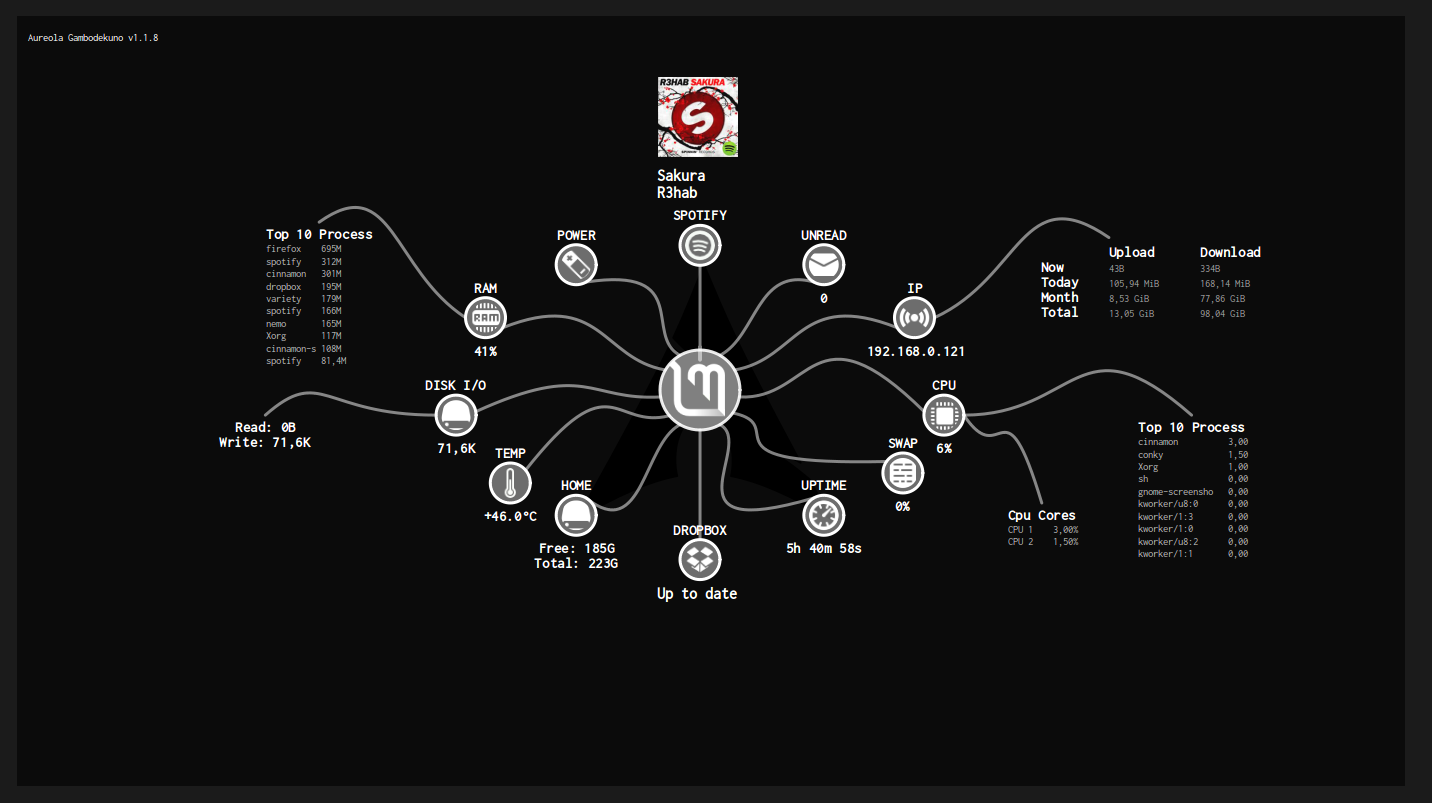 Aureola Gambodekuno v1.1.8
R3HAB SAKURA
Sakura
R3hab
SPOTIFY
POWER
UNREAD
0
RAM
RAM
41%
IP
192.168.0.121
Top 10 Process
firefox 695M
spotify 312M
cinnamon 301M
dropbox 195M
variety 179M
spotify 166M
nemo 165M
Xorg 117M
cinnamon-s 108M
spotify 81,4M
Upload Download
Now 43B 334B
Today 105,94 MiB 168,14 MiB
Month 8,53 GiB 77,86 GiB
Total 13,05 GiB 98,04 GiB
DISK I/O
71,6K
Read: 0B
Write: 71,6K
CPU
6%
TEMP
+46.0°C
SWAP
0%
HOME
Free: 185G
Total: 223G
UPTIME
5h 40m 58s
DROPBOX
Up to date
Cpu Cores
CPU 1 3,00%
CPU 2 1,50%
Top 10 Process
cinnamon 3,00
conky 1,50
Xorg 1,00
sh 0,00
gnome-screensho 0,00
kworker/u8:0 0,00
kworker/1:3 0,00
kworker/1:0 0,00
kworker/u8:2 0,00
kworker/1:1 0,00